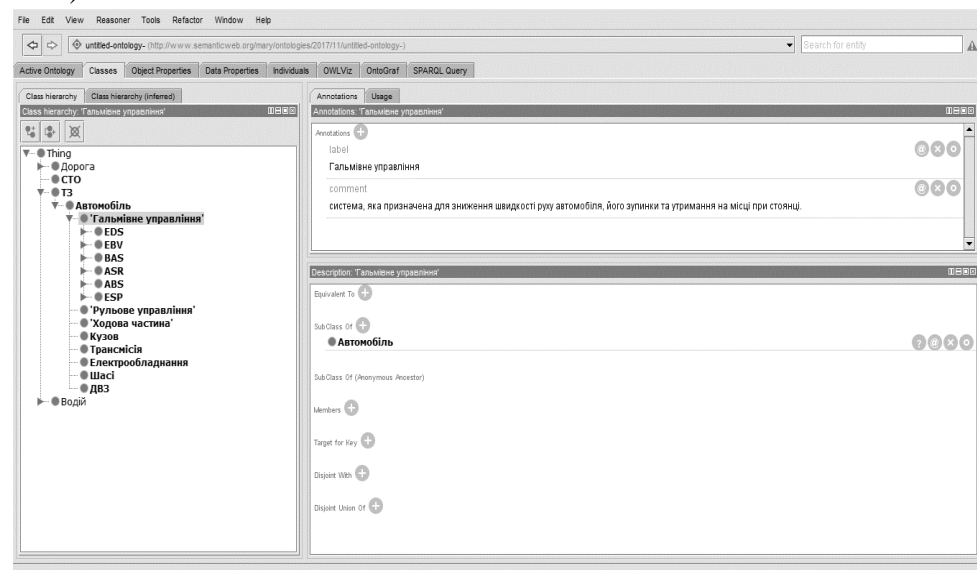 File Edit View Reasoner Tools Refactor Window Help
untitled-ontology- (http://www.semanticweb.org/mary/ontologies/2017/11/untitled-ontology-)
Search for entity
Active Ontology Classes Object Properties Data Properties Individuals OWLViz OntoGraf SPARQL Query
Class hierarchy Class hierarchy (inferred)
Class hierarchy: 'Гальмівне управління'
Thing
Дорога
СТО
ТЗ
Автомобіль
'Гальмівне управління'
EDS
EBV
BAS
ASR
ABS
ESP
'Рульове управління'
'Ходова частина'
Кузов
Трансмісія
Електрообладнання
Шасі
ДВЗ
Водій
Annotations Usage
Annotations: 'Гальмівне управління'
Annotations
label
Гальмівне управління
comment
система, яка призначена для зниження швидкості руху автомобіля, його зупинки та утримання на місці при стоянці.
Description: 'Гальмівне управління'
Equivalent To
SubClass Of
Автомобіль
SubClass Of (Anonymous Ancestor)
Members
Target for Key
Disjoint With
Disjoint Union Of